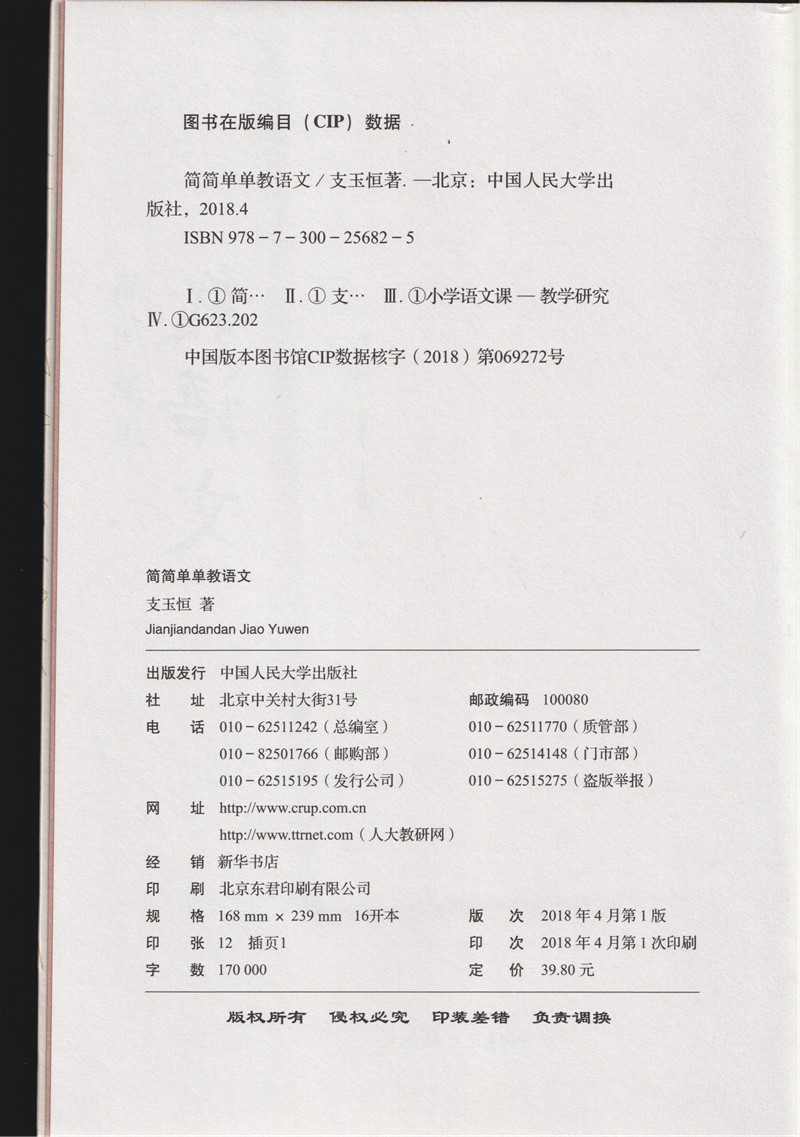 图书在版编目（CIP）数据
简简单单教语文 / 支玉恒著. —北京：中国人民大学出
版社，2018.4
ISBN 978－7－300－25682－5
Ⅰ. ①简… Ⅱ. ①支… Ⅲ. ①小学语文课 — 教学研究
Ⅳ. ①G623.202
中国版本图书馆CIP数据核字（2018）第069272号
简简单单教语文
支玉恒 著
Jianjiandandan Jiao Yuwen
出版发行 中国人民大学出版社
社 址 北京中关村大街31号 邮政编码 100080
电 话 010－62511242（总编室） 010－62511770（质管部）
010－82501766（邮购部） 010－62514148（门市部）
010－62515195（发行公司） 010－62515275（盗版举报）
网 址 http://www.crup.com.cn
http://www.ttrnet.com（人大教研网）
经 销 新华书店
印 刷 北京东君印刷有限公司
规 格 168 mm × 239 mm 16开本 版 次 2018 年 4 月第 1 版
印 张 12 插页1 印 次 2018 年 4 月第 1 次印刷
字 数 170 000 定 价 39.80 元
版权所有 侵权必究 印装差错 负责调换